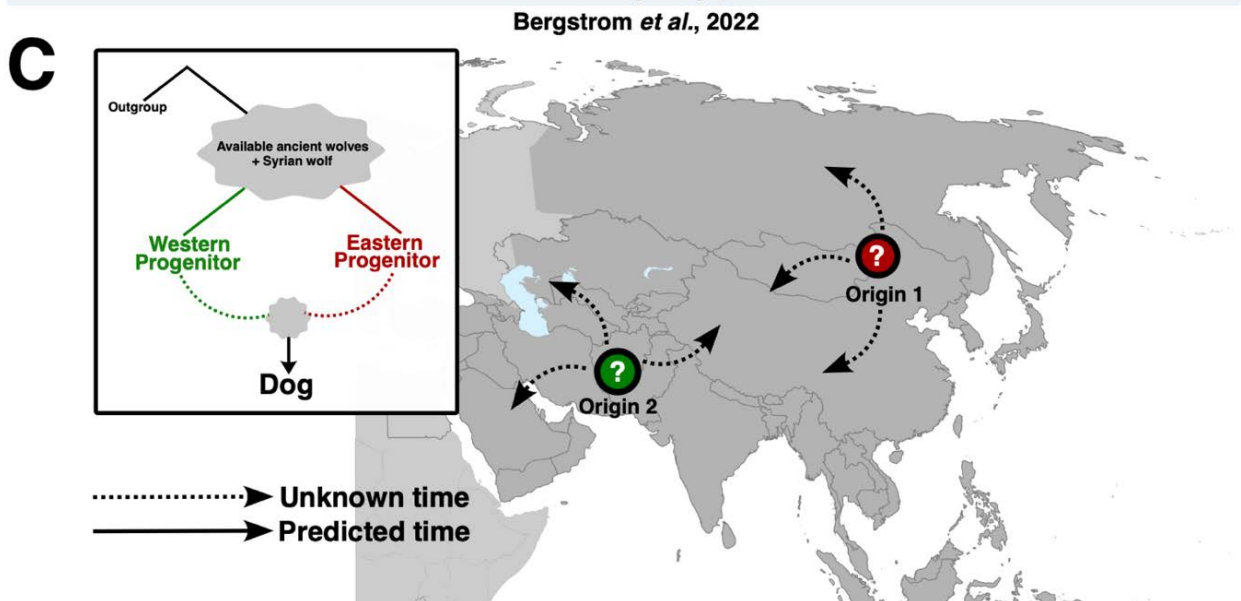 Bergstrom et al., 2022
C
Outgroup
Available ancient wolves
+ Syrian wolf
Western
Progenitor
Eastern
Progenitor
Dog
?
Origin 1
?
Origin 2
Unknown time
Predicted time